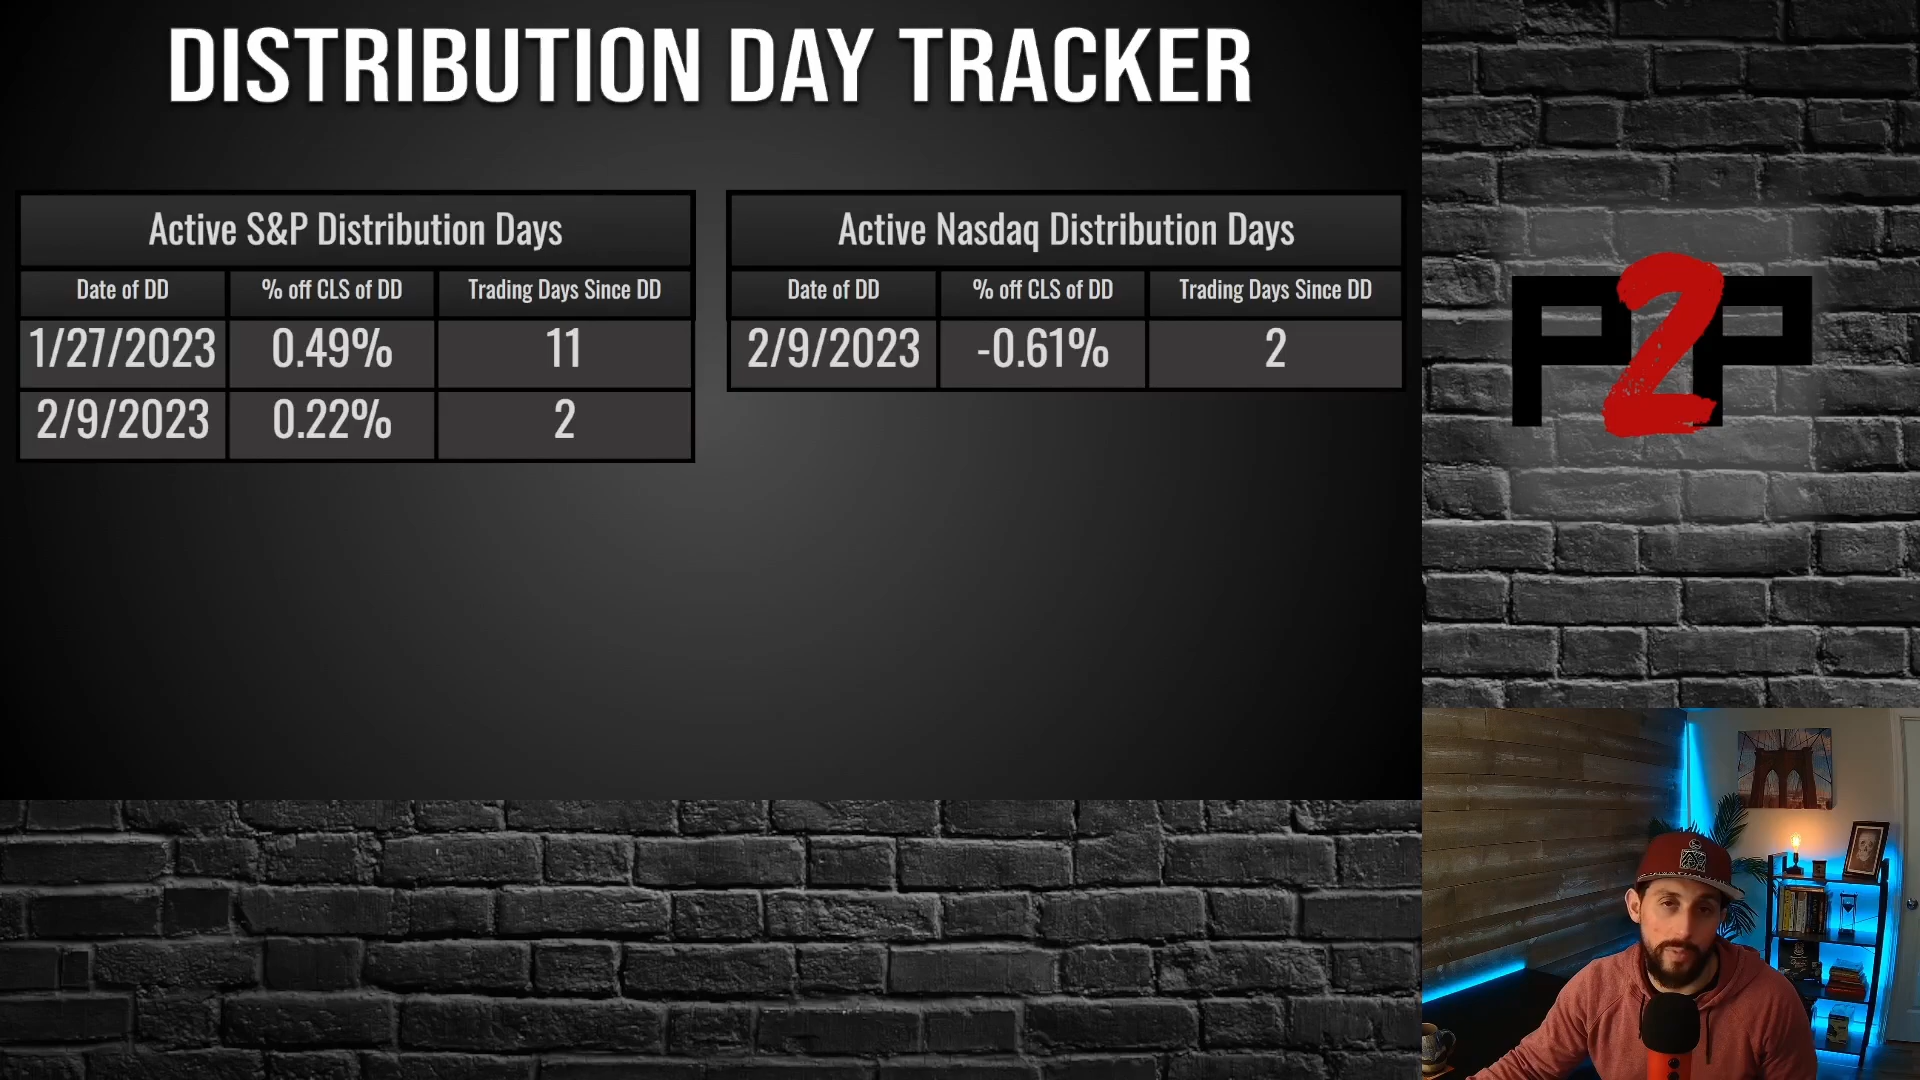 DISTRIBUTION DAY TRACKER
Active S&P Distribution Days
Date of DD % off CLS of DD Trading Days Since DD
1/27/2023 0.49% 11
2/9/2023 0.22% 2
Active Nasdaq Distribution Days
Date of DD % off CLS of DD Trading Days Since DD
2/9/2023 -0.61% 2
P2P